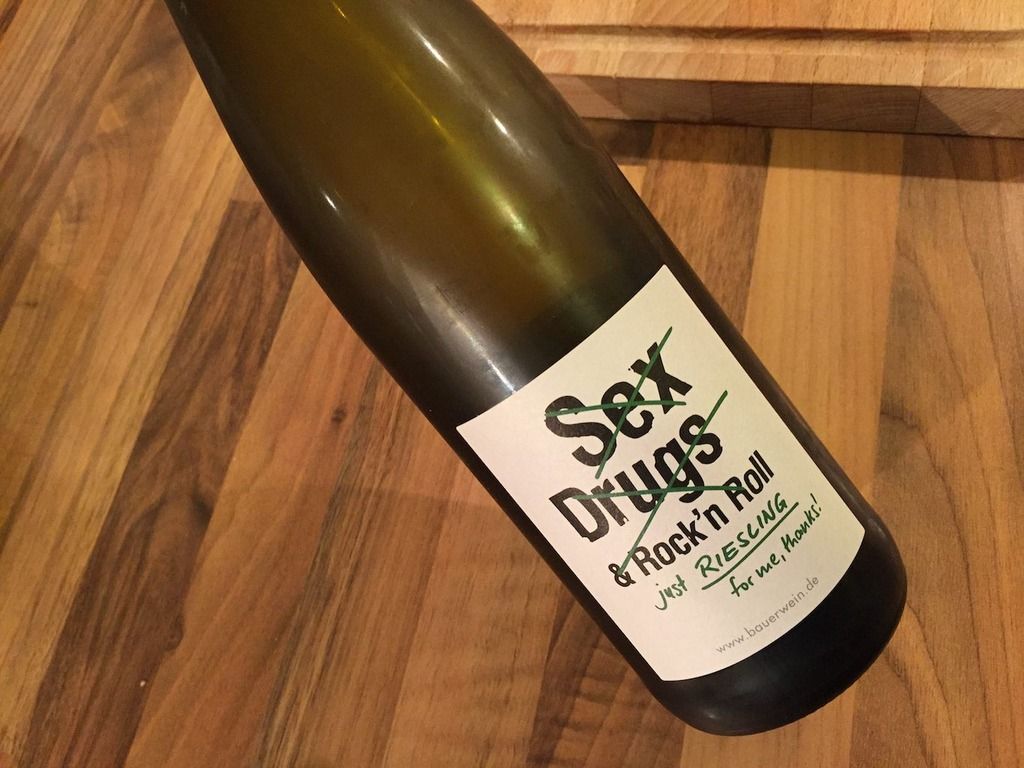 Sex
Drugs
& Rock'n Roll
just RIESLING
for me, thanks!
www.bauerwein.de